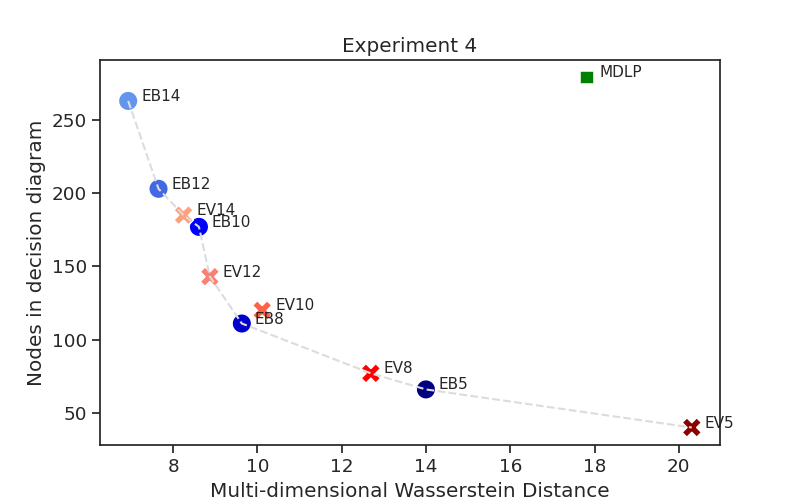 Experiment 4
Nodes in decision diagram
250
200
150
100
50
MDLP
EB14
EB12
EV14
EB10
EV12
EV10
EB8
EV8
EB5
EV5
8
10
12
14
16
18
20
Multi-dimensional Wasserstein Distance